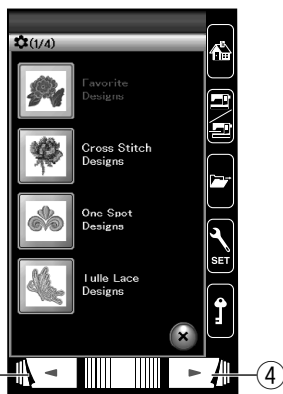 (1/4)
Favorite
Designs
Cross Stitch
Designs
One Spot
Designs
Tulle Lace
Designs
SET
4